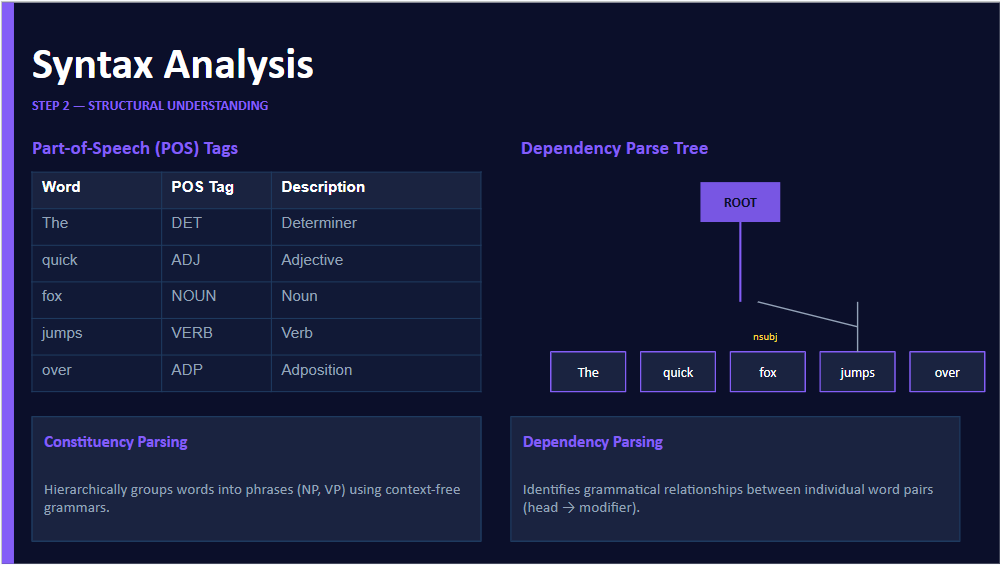 Syntax Analysis
STEP 2 — STRUCTURAL UNDERSTANDING
Part-of-Speech (POS) Tags
Word POS Tag Description
The DET Determiner
quick ADJ Adjective
fox NOUN Noun
jumps VERB Verb
over ADP Adposition
Dependency Parse Tree
ROOT
nsubj
The quick fox jumps over
Constituency Parsing
Hierarchically groups words into phrases (NP, VP) using context-free
grammars.
Dependency Parsing
Identifies grammatical relationships between individual word pairs
(head → modifier).